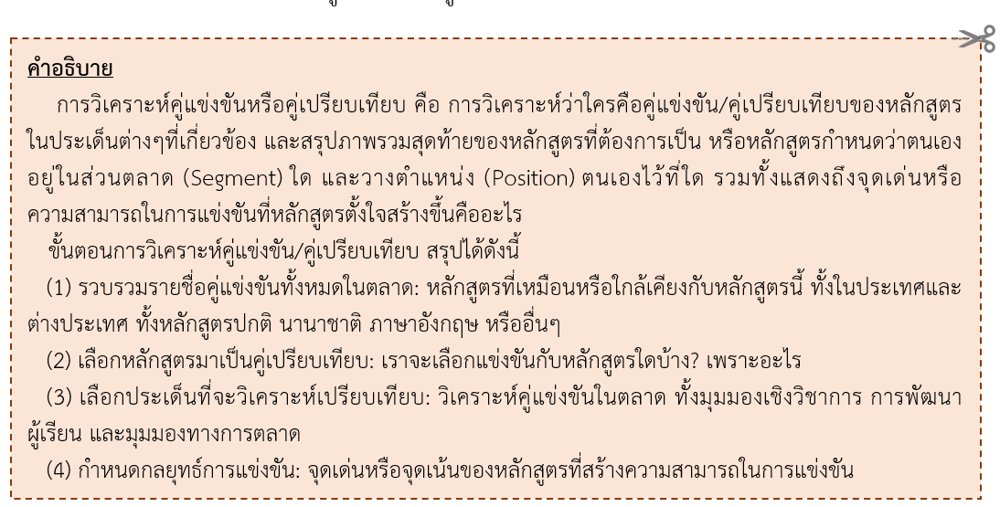 คำอธิบาย
การวิเคราะห์คู่แข่งขันหรือคู่เปรียบเทียบ คือ การวิเคราะห์ว่าใครคือคู่แข่งขัน/คู่เปรียบเทียบของหลักสูตร
ในประเด็นต่างๆที่เกี่ยวข้อง และสรุปภาพรวมสุดท้ายของหลักสูตรที่ต้องการเป็น หรือหลักสูตรกำหนดว่าตนเอง
อยู่ในส่วนตลาด (Segment) ใด และวางตำแหน่ง (Position) ตนเองไว้ที่ใด รวมทั้งแสดงถึงจุดเด่นหรือ
ความสามารถในการแข่งขันที่หลักสูตรตั้งใจสร้างขึ้นคืออะไร
ขั้นตอนการวิเคราะห์คู่แข่งขัน/คู่เปรียบเทียบ สรุปได้ดังนี้
(1) รวบรวมรายชื่อคู่แข่งขันทั้งหมดในตลาด: หลักสูตรที่เหมือนหรือใกล้เคียงกับหลักสูตรนี้ ทั้งในประเทศและ
ต่างประเทศ ทั้งหลักสูตรปกติ นานาชาติ ภาษาอังกฤษ หรืออื่นๆ
(2) เลือกหลักสูตรมาเป็นคู่เปรียบเทียบ: เราจะเลือกแข่งขันกับหลักสูตรใดบ้าง? เพราะอะไร
(3) เลือกประเด็นที่จะวิเคราะห์เปรียบเทียบ: วิเคราะห์คู่แข่งขันในตลาด ทั้งมุมมองเชิงวิชาการ การพัฒนา
ผู้เรียน และมุมมองทางการตลาด
(4) กำหนดกลยุทธ์การแข่งขัน: จุดเด่นหรือจุดเน้นของหลักสูตรที่สร้างความสามารถในการแข่งขัน